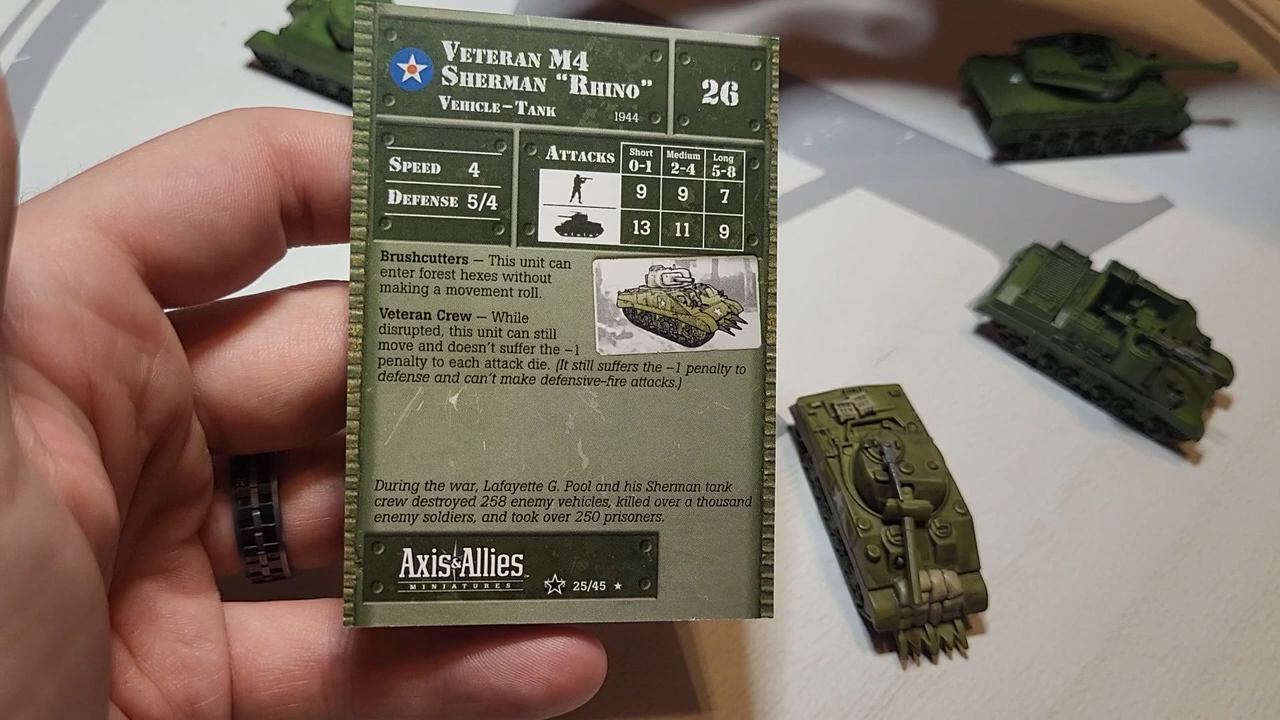 VETERAN M4
SHERMAN “RHINO”
VEHICLE–TANK
1944
26
SPEED 4
DEFENSE 5/4
ATTACKS
Short Medium Long
0-1 2-4 5-8
9 9 7
13 11 9
Brushcutters – This unit can
enter forest hexes without
making a movement roll.
Veteran Crew – While
disrupted, this unit can still
move and doesn’t suffer the –1
penalty to each attack die. (It still suffers the –1 penalty to
defense and can’t make defensive–fire attacks.)
During the war, Lafayette G. Pool and his Sherman tank
crew destroyed 258 enemy vehicles, killed over a thousand
enemy soldiers, and took over 250 prisoners.
Axis&Allies
MINIATURES
25/45 ★